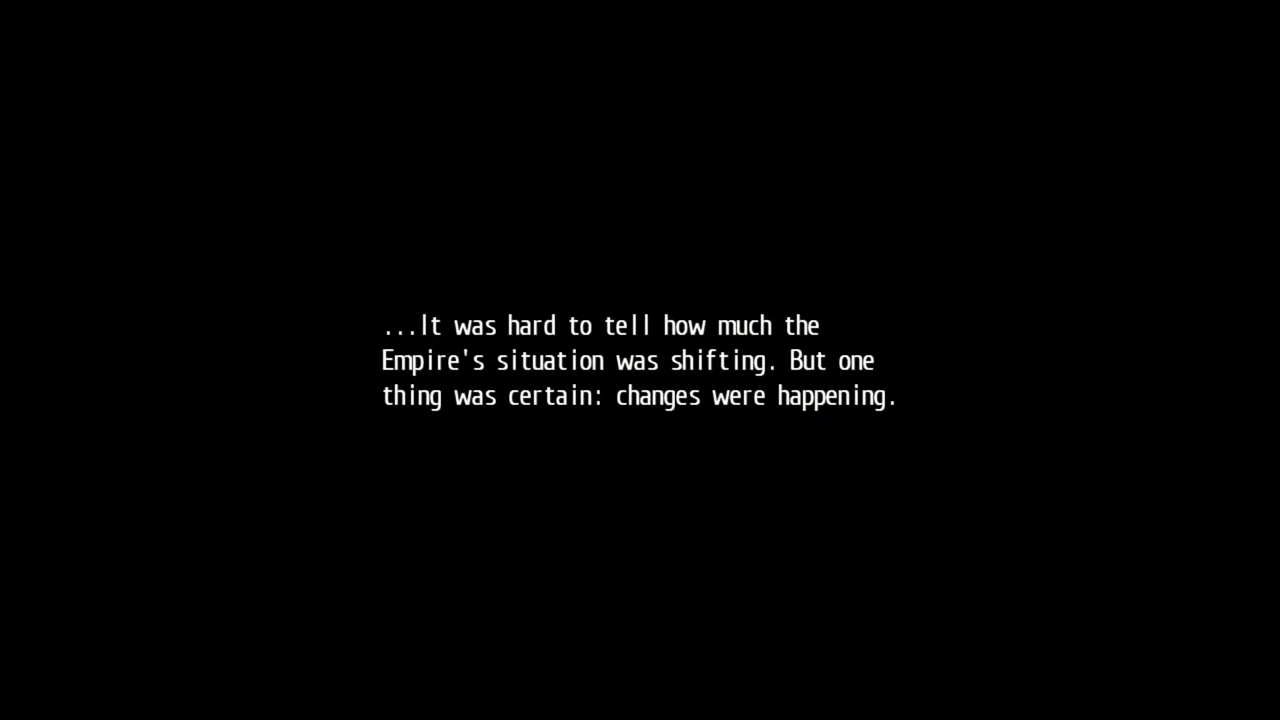 ...It was hard to tell how much the
Empire's situation was shifting. But one
thing was certain: changes were happening.